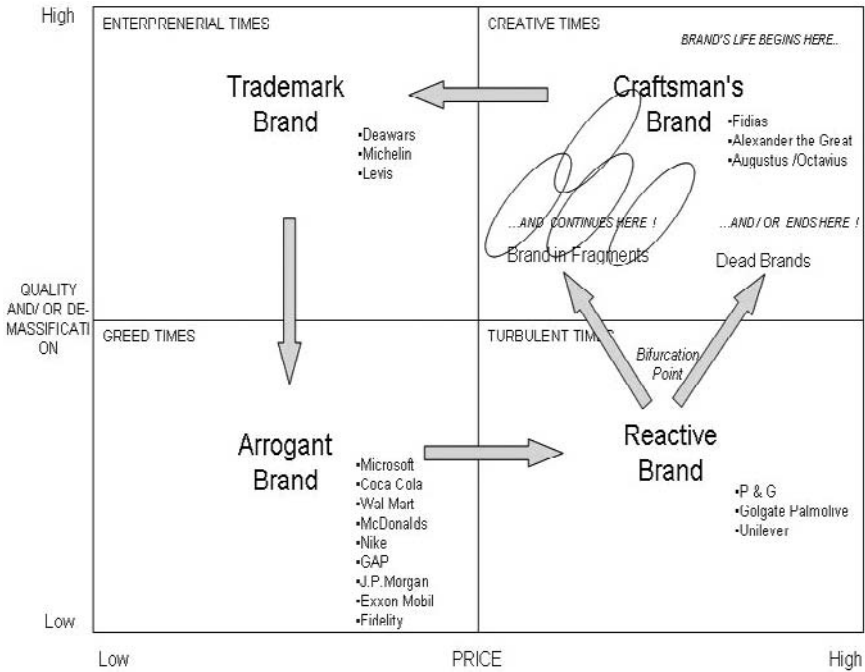 High
ENTERPRENERIAL TIMES
Trademark
Brand
▪Deawars
▪Michelin
▪Levis
CREATIVE TIMES
BRAND'S LIFE BEGINS HERE..
Craftsman's
Brand
▪Fidias
▪Alexander the Great
▪Augustus /Octavius
...AND CONTINUES HERE !
Brand in Fragments
...AND / OR ENDS HERE !
Dead Brands
QUALITY
AND/ OR DE-
MASSIFICATI
ON
GREED TIMES
Arrogant
Brand
▪Microsoft
▪Coca Cola
▪Wal Mart
▪McDonalds
▪Nike
▪GAP
▪J.P.Morgan
▪Exxon Mobil
▪Fidelity
TURBULENT TIMES
Bifurcation
Point
Reactive
Brand
▪P & G
▪Golgate Palmolive
▪Unilever
Low
Low
PRICE
High